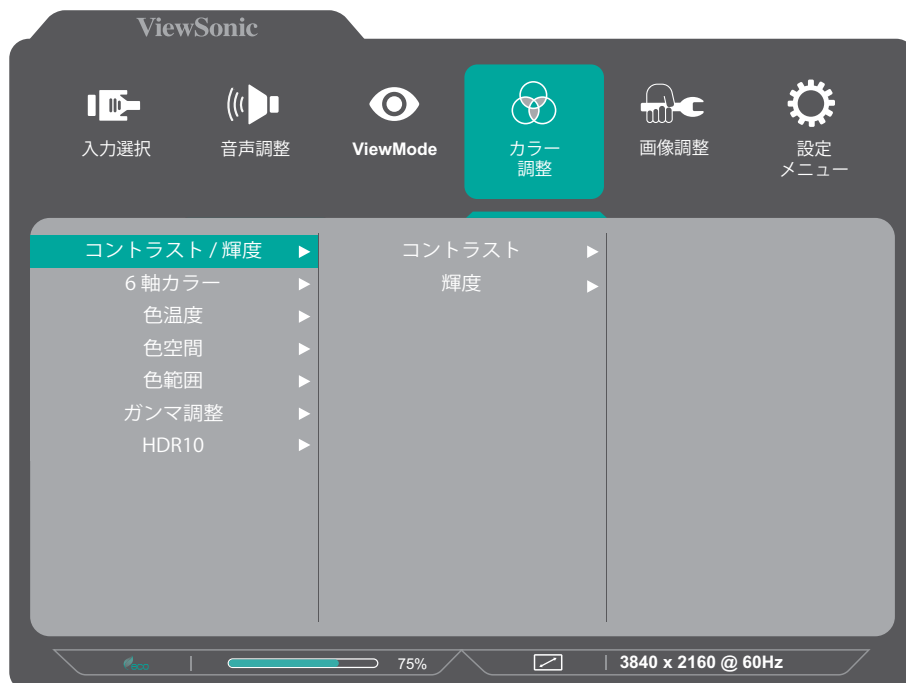 ViewSonic
入力選択
音声調整
ViewMode
カラー
調整
画像調整
設定
メニュー
コントラスト / 輝度
6 軸カラー
色温度
色空間
色範囲
ガンマ調整
HDR10
コントラスト
輝度
eco
75%
3840 x 2160 @ 60Hz